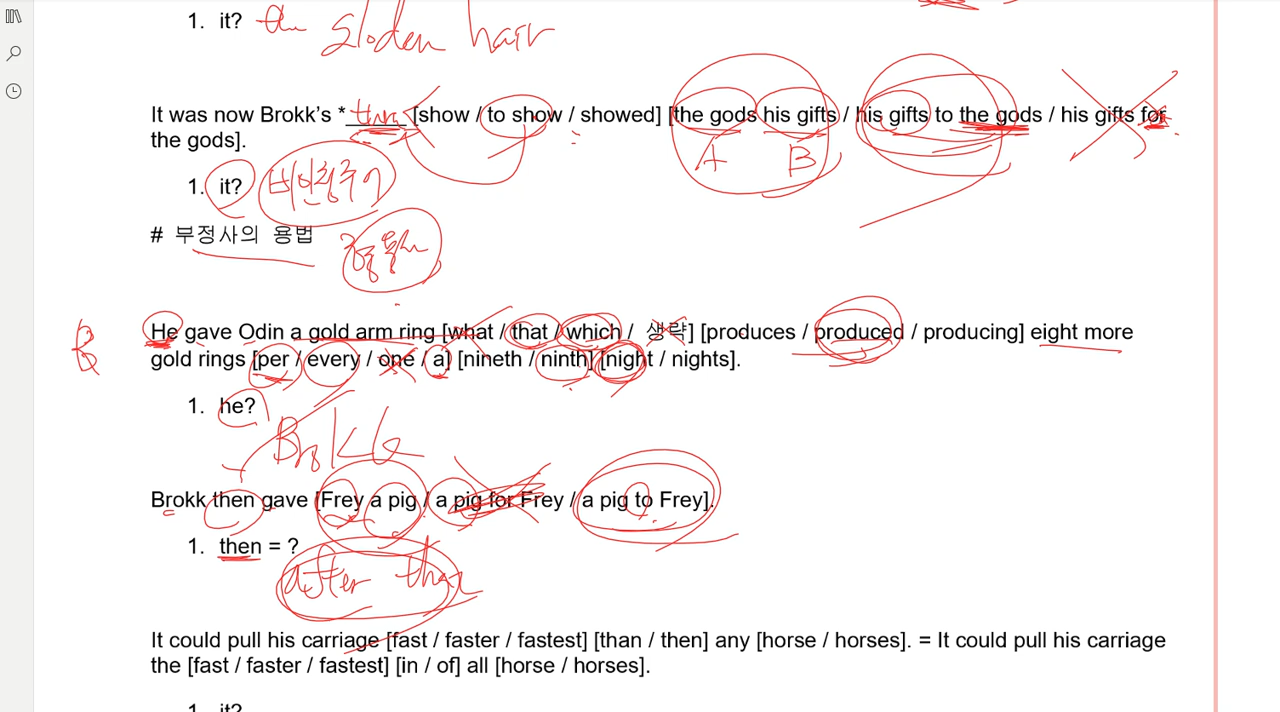 1. it? the gloden hair
It was now Brokk's * [show / to show / showed] [the gods his gifts / his gifts to the gods / his gifts for
the gods].
A B
1. it? 비인칭주어
# 부정사의 용법
B He gave Odin a gold arm ring [what / that / which / 생략] [produces / produced / producing] eight more
gold rings [per / every / one / a] [nineth / ninth] [night / nights].
1. he?
Brokk
Brokk then gave [Frey a pig / a pig for Frey / a pig to Frey].
1. then = ?
after that
It could pull his carriage [fast / faster / fastest] [than / then] any [horse / horses]. = It could pull his carriage
the [fast / faster / fastest] [in / of] all [horse / horses].
1. it?